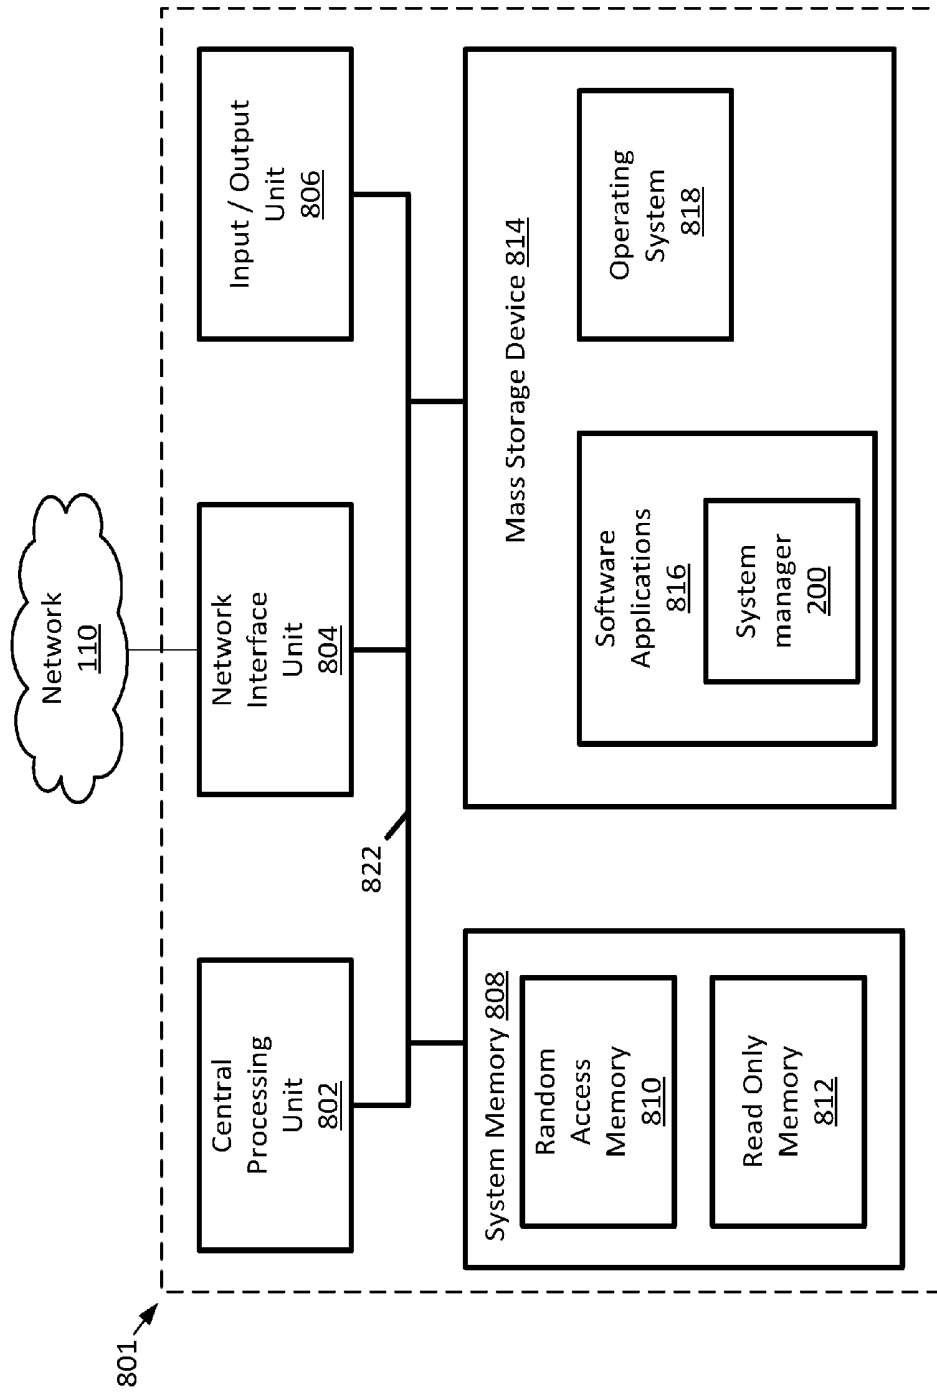 Network
110
801
Central
Processing
Unit
802
Network
Interface
Unit
804
Input / Output
Unit
806
822
System Memory 808
Random
Access
Memory
810
Read Only
Memory
812
Mass Storage Device 814
Software
Applications
816
System
manager
200
Operating
System
818